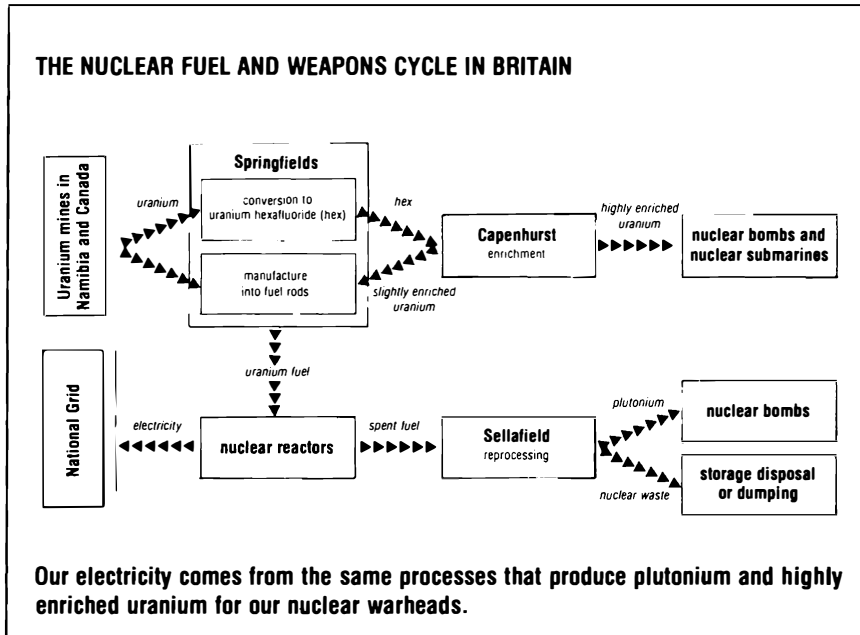 THE NUCLEAR FUEL AND WEAPONS CYCLE IN BRITAIN
Uranium mines in
Namibia and Canada
uranium
Springfields
conversion to
uranium hexafluoride (hex)
manufacture
into fuel rods
hex
slightly enriched
uranium
Capenhurst
enrichment
highly enriched
uranium
nuclear bombs and
nuclear submarines
uranium fuel
National Grid
electricity
nuclear reactors
spent fuel
Sellafield
reprocessing
plutonium
nuclear bombs
nuclear waste
storage disposal
or dumping
Our electricity comes from the same processes that produce plutonium and highly
enriched uranium for our nuclear warheads.